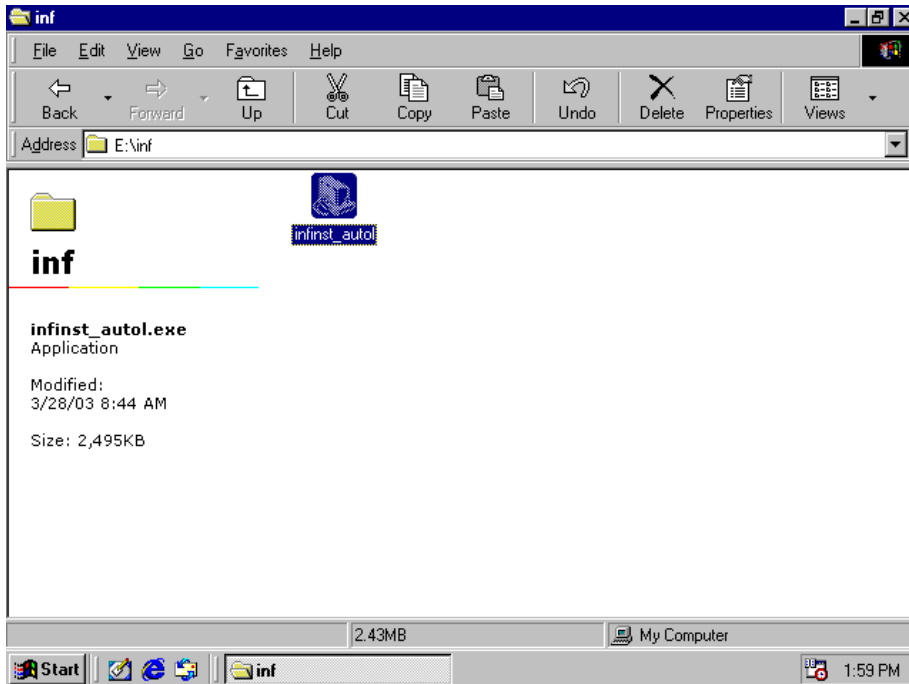 inf
File Edit View Go Favorites Help
Back Forward Up Cut Copy Paste Undo Delete Properties Views
Address E:\inf
infinst_autol
inf
infinst_autol.exe
Application
Modified:
3/28/03 8:44 AM
Size: 2,495KB
2.43MB My Computer
Start inf 1:59 PM